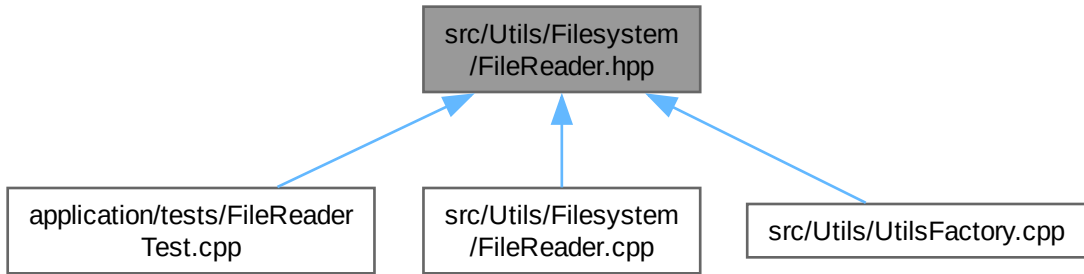 src/Utils/Filesystem
/FileReader.hpp
application/tests/FileReader
Test.cpp
src/Utils/Filesystem
/FileReader.cpp
src/Utils/UtilsFactory.cpp